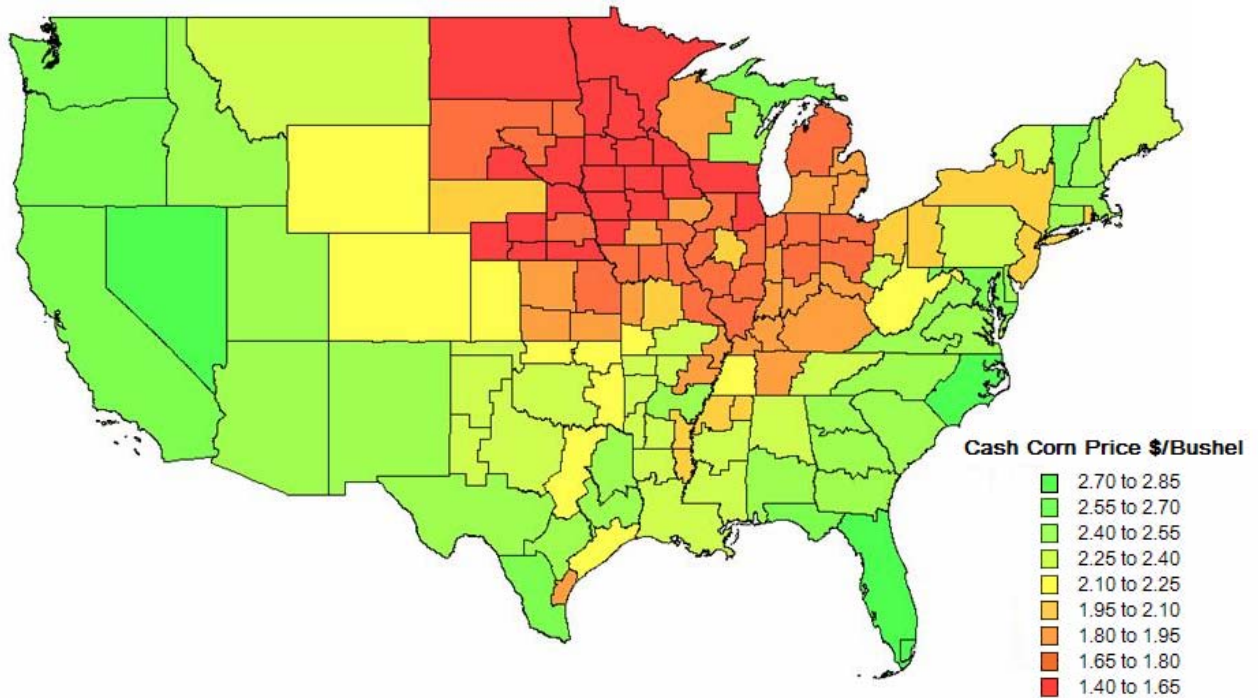 Cash Corn Price $/Bushel
2.70 to 2.85
2.55 to 2.70
2.40 to 2.55
2.25 to 2.40
2.10 to 2.25
1.95 to 2.10
1.80 to 1.95
1.65 to 1.80
1.40 to 1.65